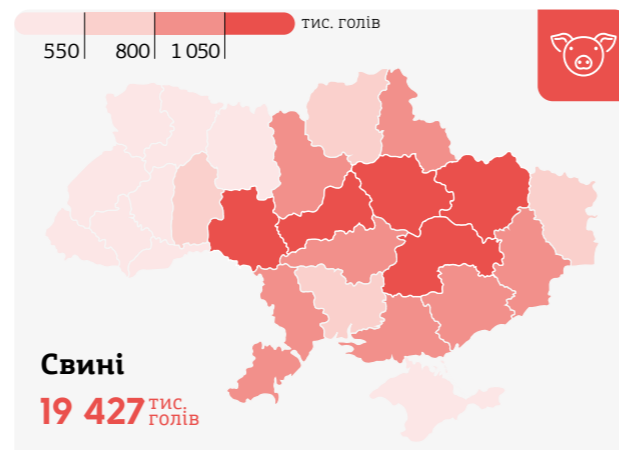 тис. голів
550 800 1 050
Свині
19 427 тис.
голів